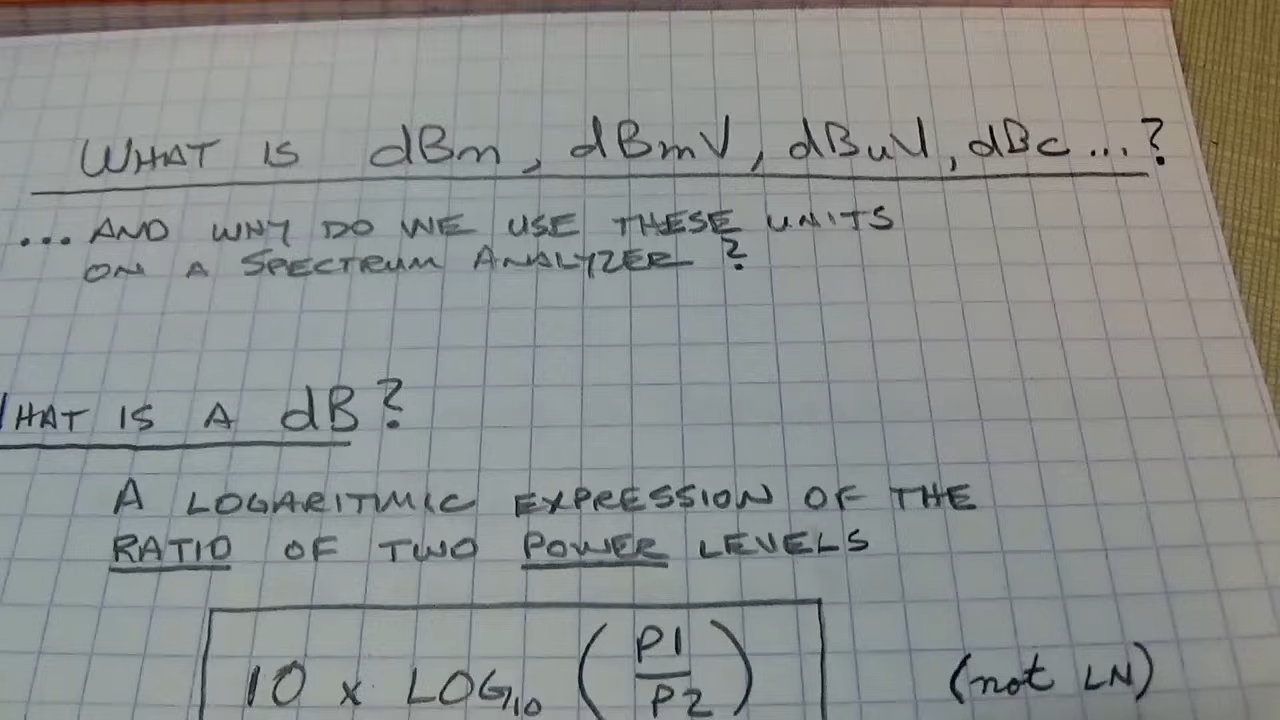 WHAT IS dBm, dBmV, dBuV, dBc...?
...AND WHY DO WE USE THESE UNITS
ON A SPECTRUM ANALYZER?
HAT IS A dB?
A LOGARITMIC EXPRESSION OF THE
RATIO OF TWO POWER LEVELS
10 x LOG₁₀ (P1/P2) (not LN)